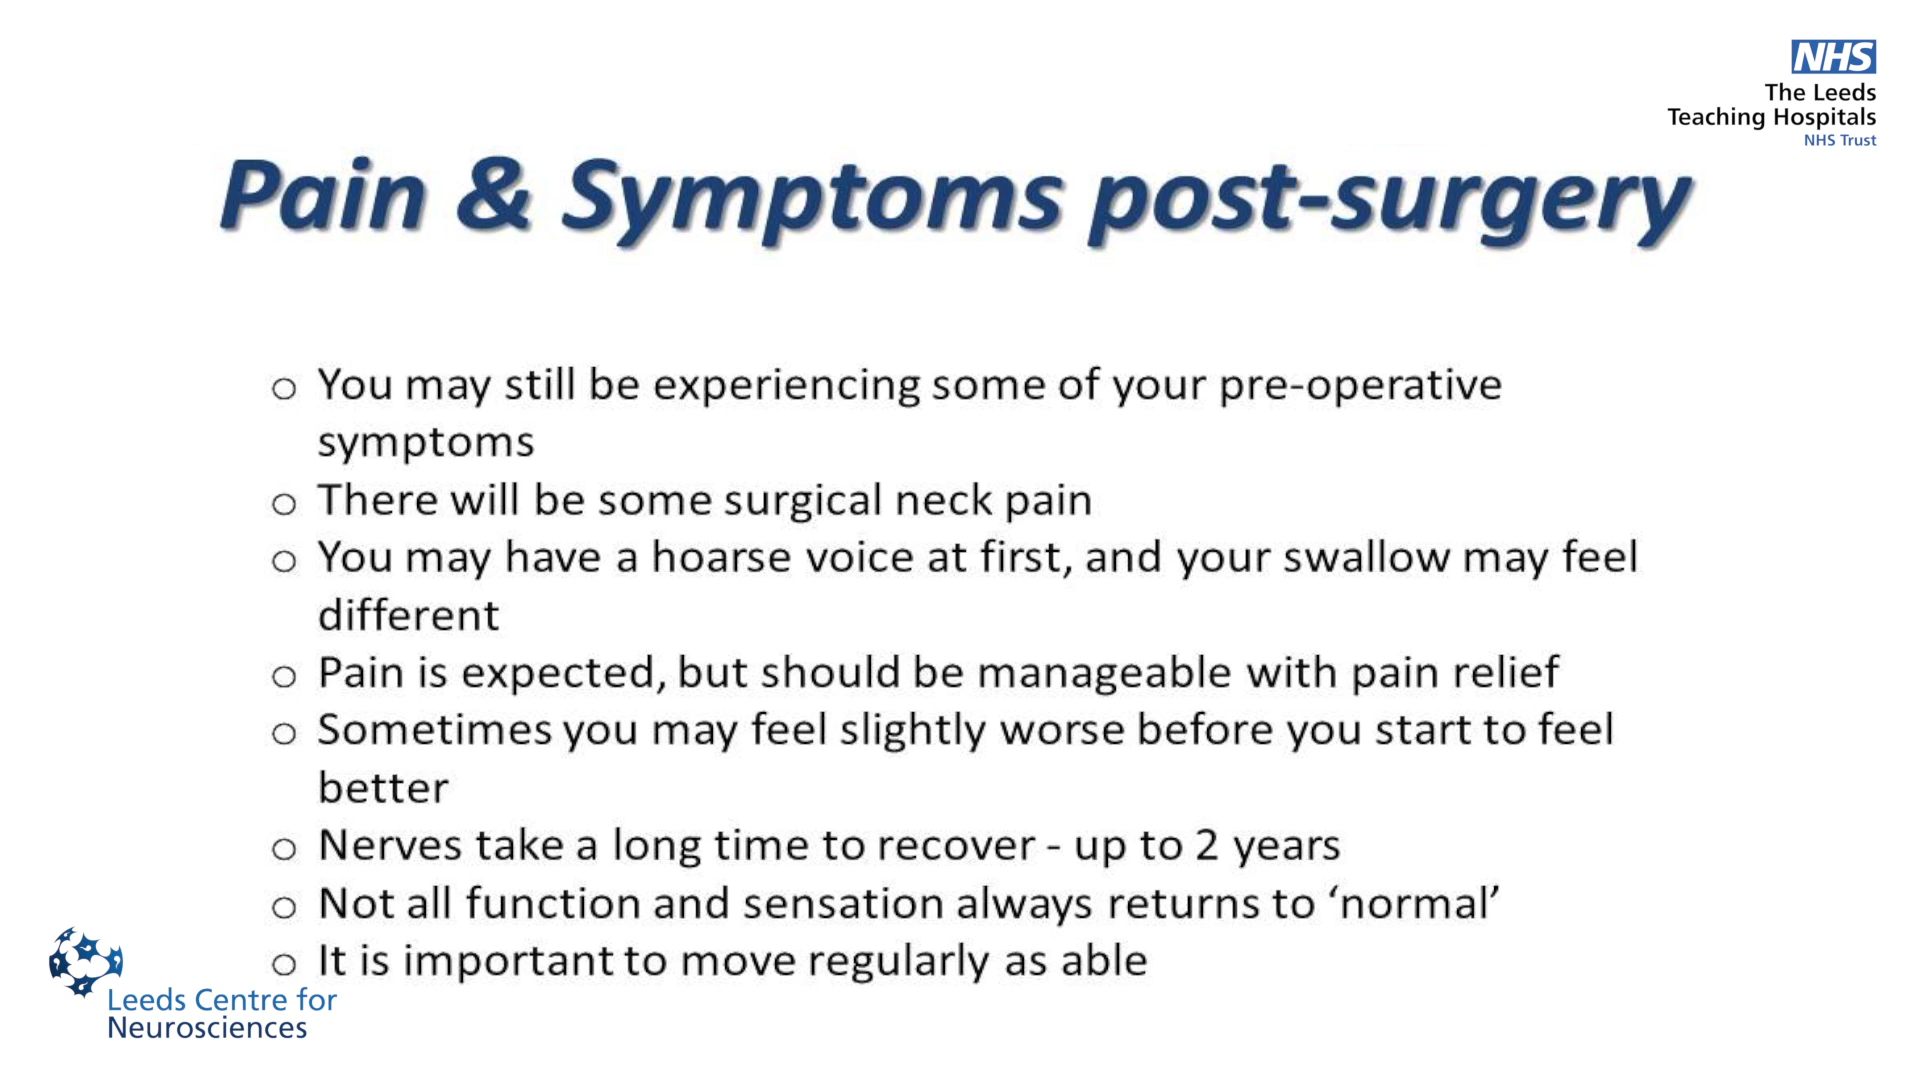 NHS
The Leeds
Teaching Hospitals
NHS Trust
Pain & Symptoms post-surgery
o You may still be experiencing some of your pre-operative
symptoms
o There will be some surgical neck pain
o You may have a hoarse voice at first, and your swallow may feel
different
o Pain is expected, but should be manageable with pain relief
o Sometimes you may feel slightly worse before you start to feel
better
o Nerves take a long time to recover - up to 2 years
o Not all function and sensation always returns to ‘normal’
o It is important to move regularly as able
Leeds Centre for
Neurosciences